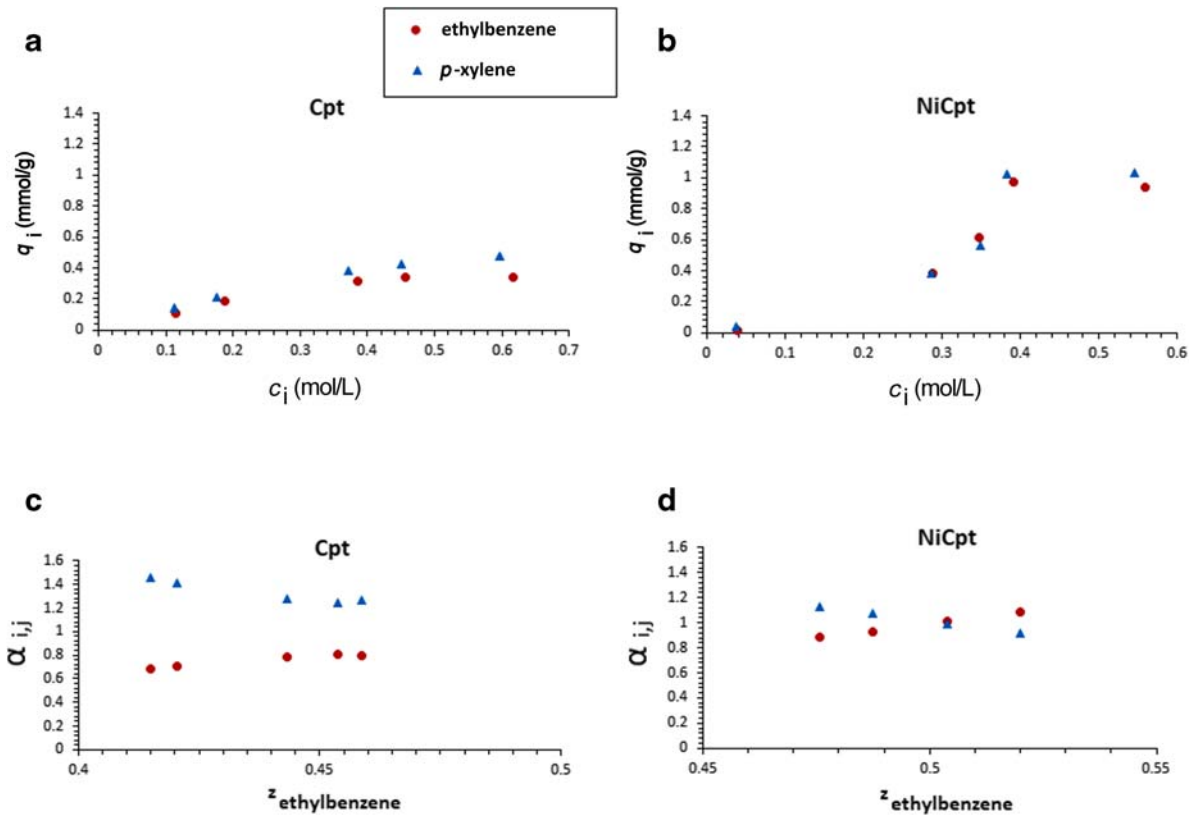 a
ethylbenzene
p-xylene
b
Cpt
1.4
1.2
1
0.8
0.6
0.4
0.2
0
q i (mmol/g)
0 0.1 0.2 0.3 0.4 0.5 0.6 0.7
c i (mol/L)
NiCpt
1.4
1.2
1
0.8
0.6
0.4
0.2
0
q i (mmol/g)
0 0.1 0.2 0.3 0.4 0.5 0.6
c i (mol/L)
c
Cpt
1.6
1.4
1.2
1
0.8
0.6
0.4
0.2
0
α i,j
0.4 0.45 0.5
z ethylbenzene
d
NiCpt
1.6
1.4
1.2
1
0.8
0.6
0.4
0.2
0
α i,j
0.45 0.5 0.55
z ethylbenzene